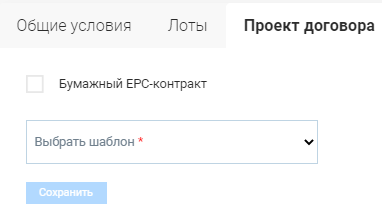 Общие условия Лоты Проект договора
Бумажный EPC-контракт
Выбрать шаблон *
Сохранить